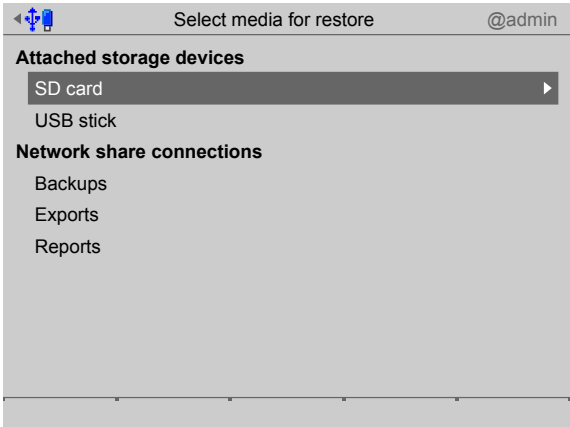 Select media for restore @admin
Attached storage devices
SD card
USB stick
Network share connections
Backups
Exports
Reports